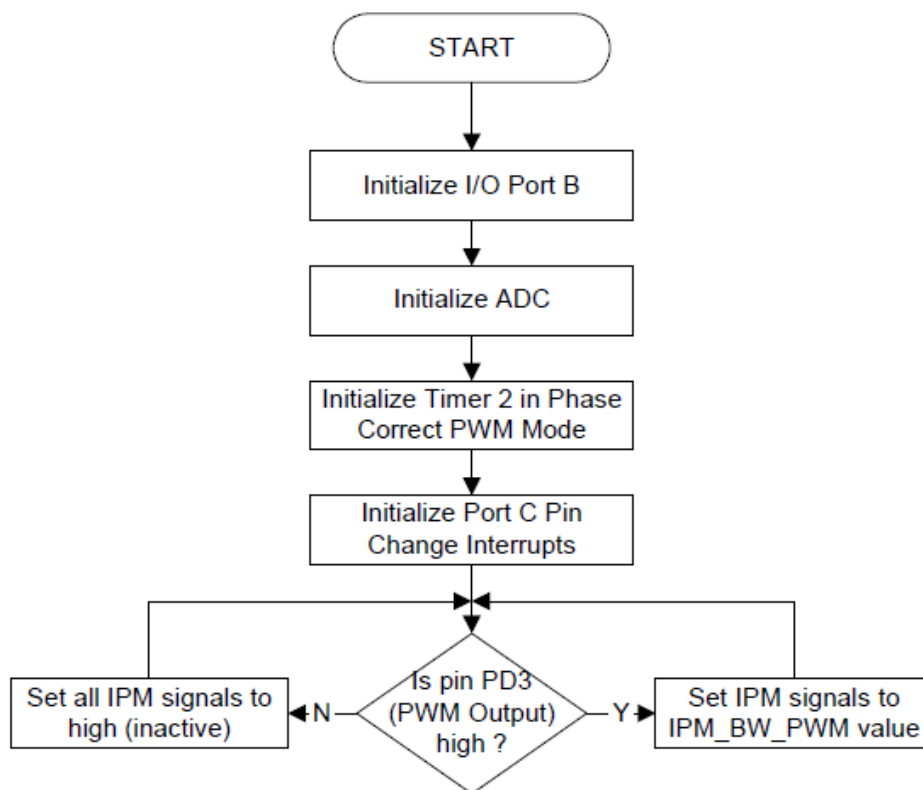 START
Initialize I/O Port B
Initialize ADC
Initialize Timer 2 in Phase
Correct PWM Mode
Initialize Port C Pin
Change Interrupts
Set all IPM signals to
high (inactive)
N
Is pin PD3
(PWM Output)
high ?
Y
Set IPM signals to
IPM_BW_PWM value